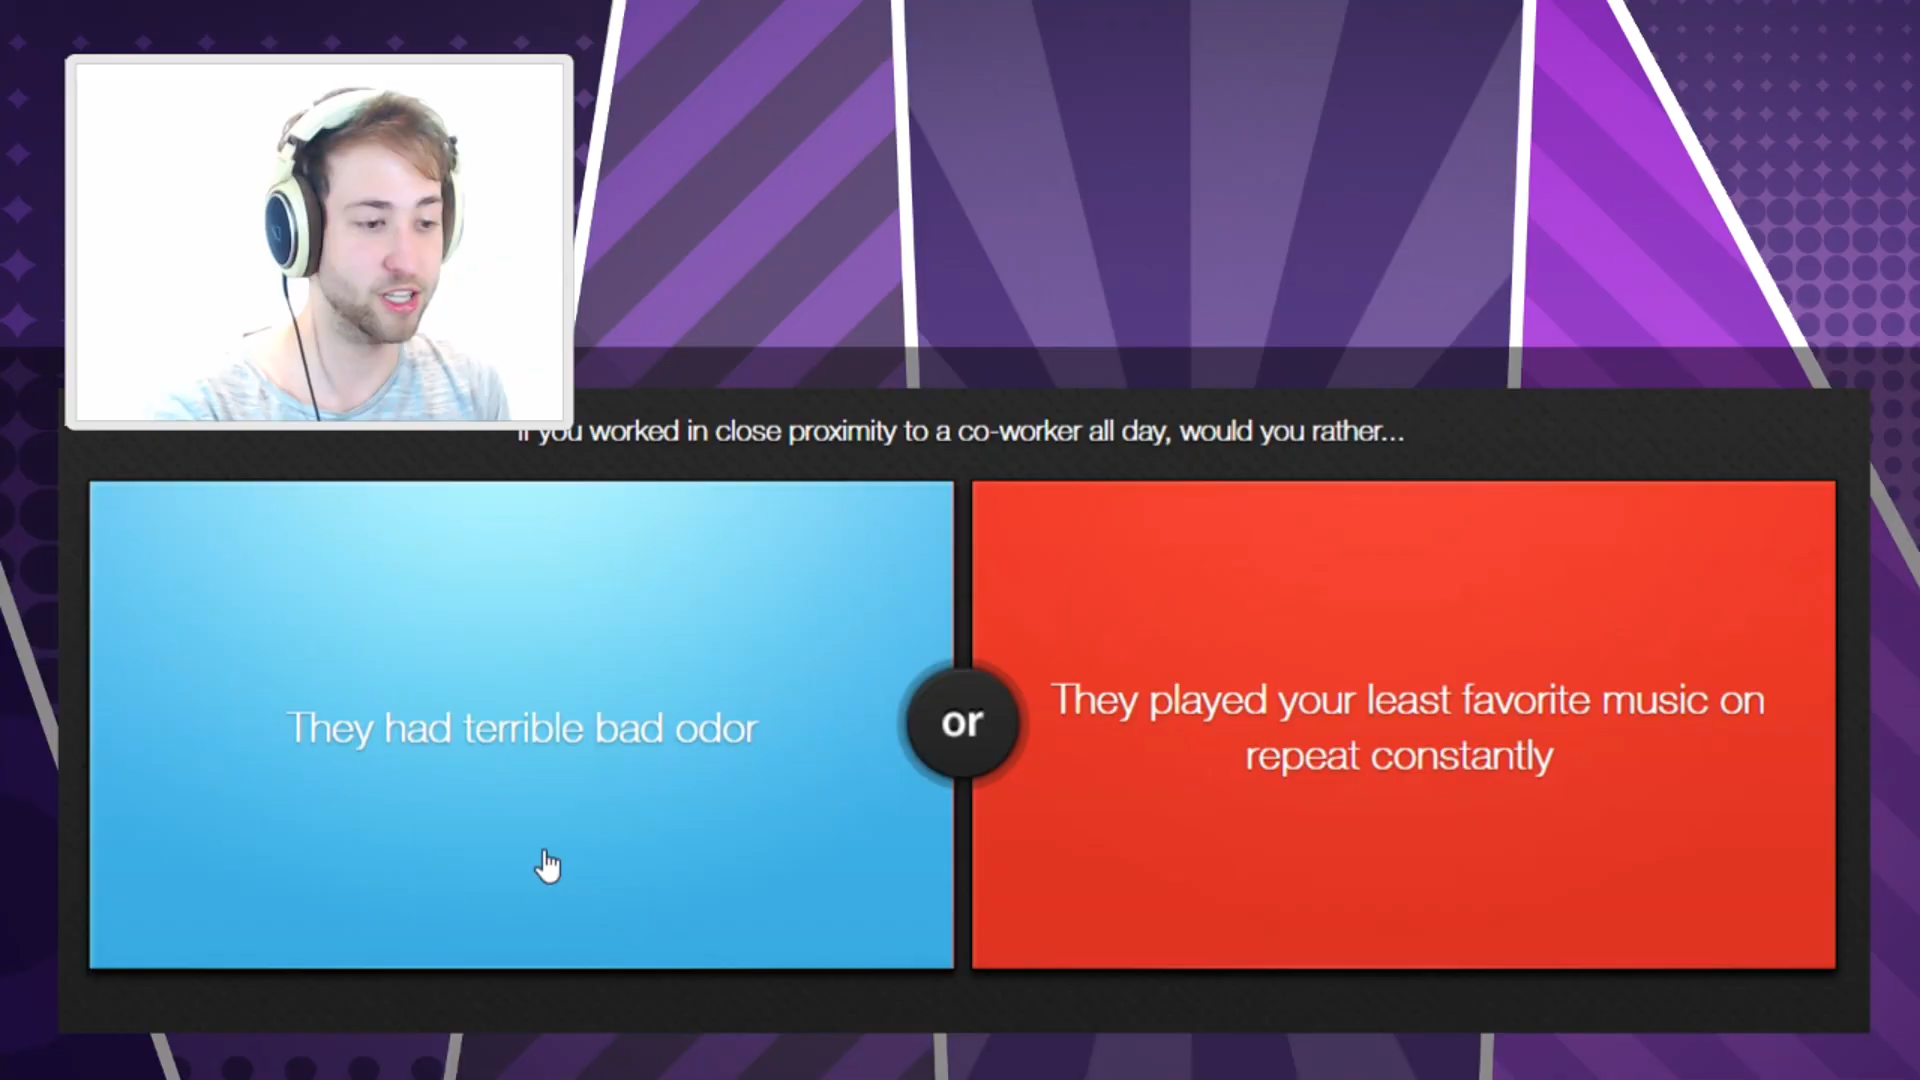 If you worked in close proximity to a co-worker all day, would you rather...
They had terrible bad odor
or
They played your least favorite music on
repeat constantly